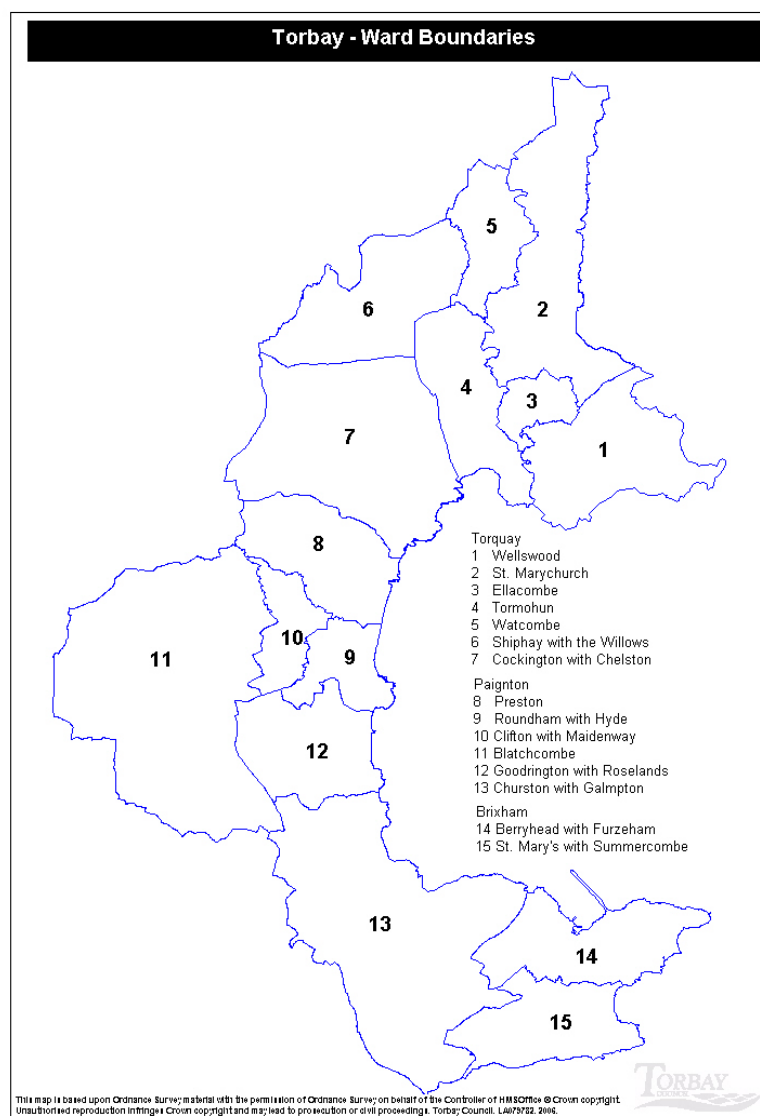 Torbay - Ward Boundaries
5
6
2
4
3
7
1
8
Torquay
1 Wellswood
2 St. Marychurch
3 Ellacombe
4 Tormohun
5 Watcombe
6 Shiphay with the Willows
7 Cockington with Chelston
10
9
11
Paignton
8 Preston
9 Roundham with Hyde
10 Clifton with Maidenway
11 Blatchcombe
12 Goodrington with Roselands
13 Churston with Galmpton
12
Brixham
14 Berryhead with Furzeham
15 St. Mary's with Summercombe
13
14
15
TORBAY
COUNCIL
This map is based upon Ordnance Survey material with the permission of Ordnance Survey on behalf of the Controller of HMSOffice © Crown copyright.
Unauthorised reproduction infringes Crown copyright and may lead to prosecution or civil proceedings. Torbay Council. LA079782. 2006.